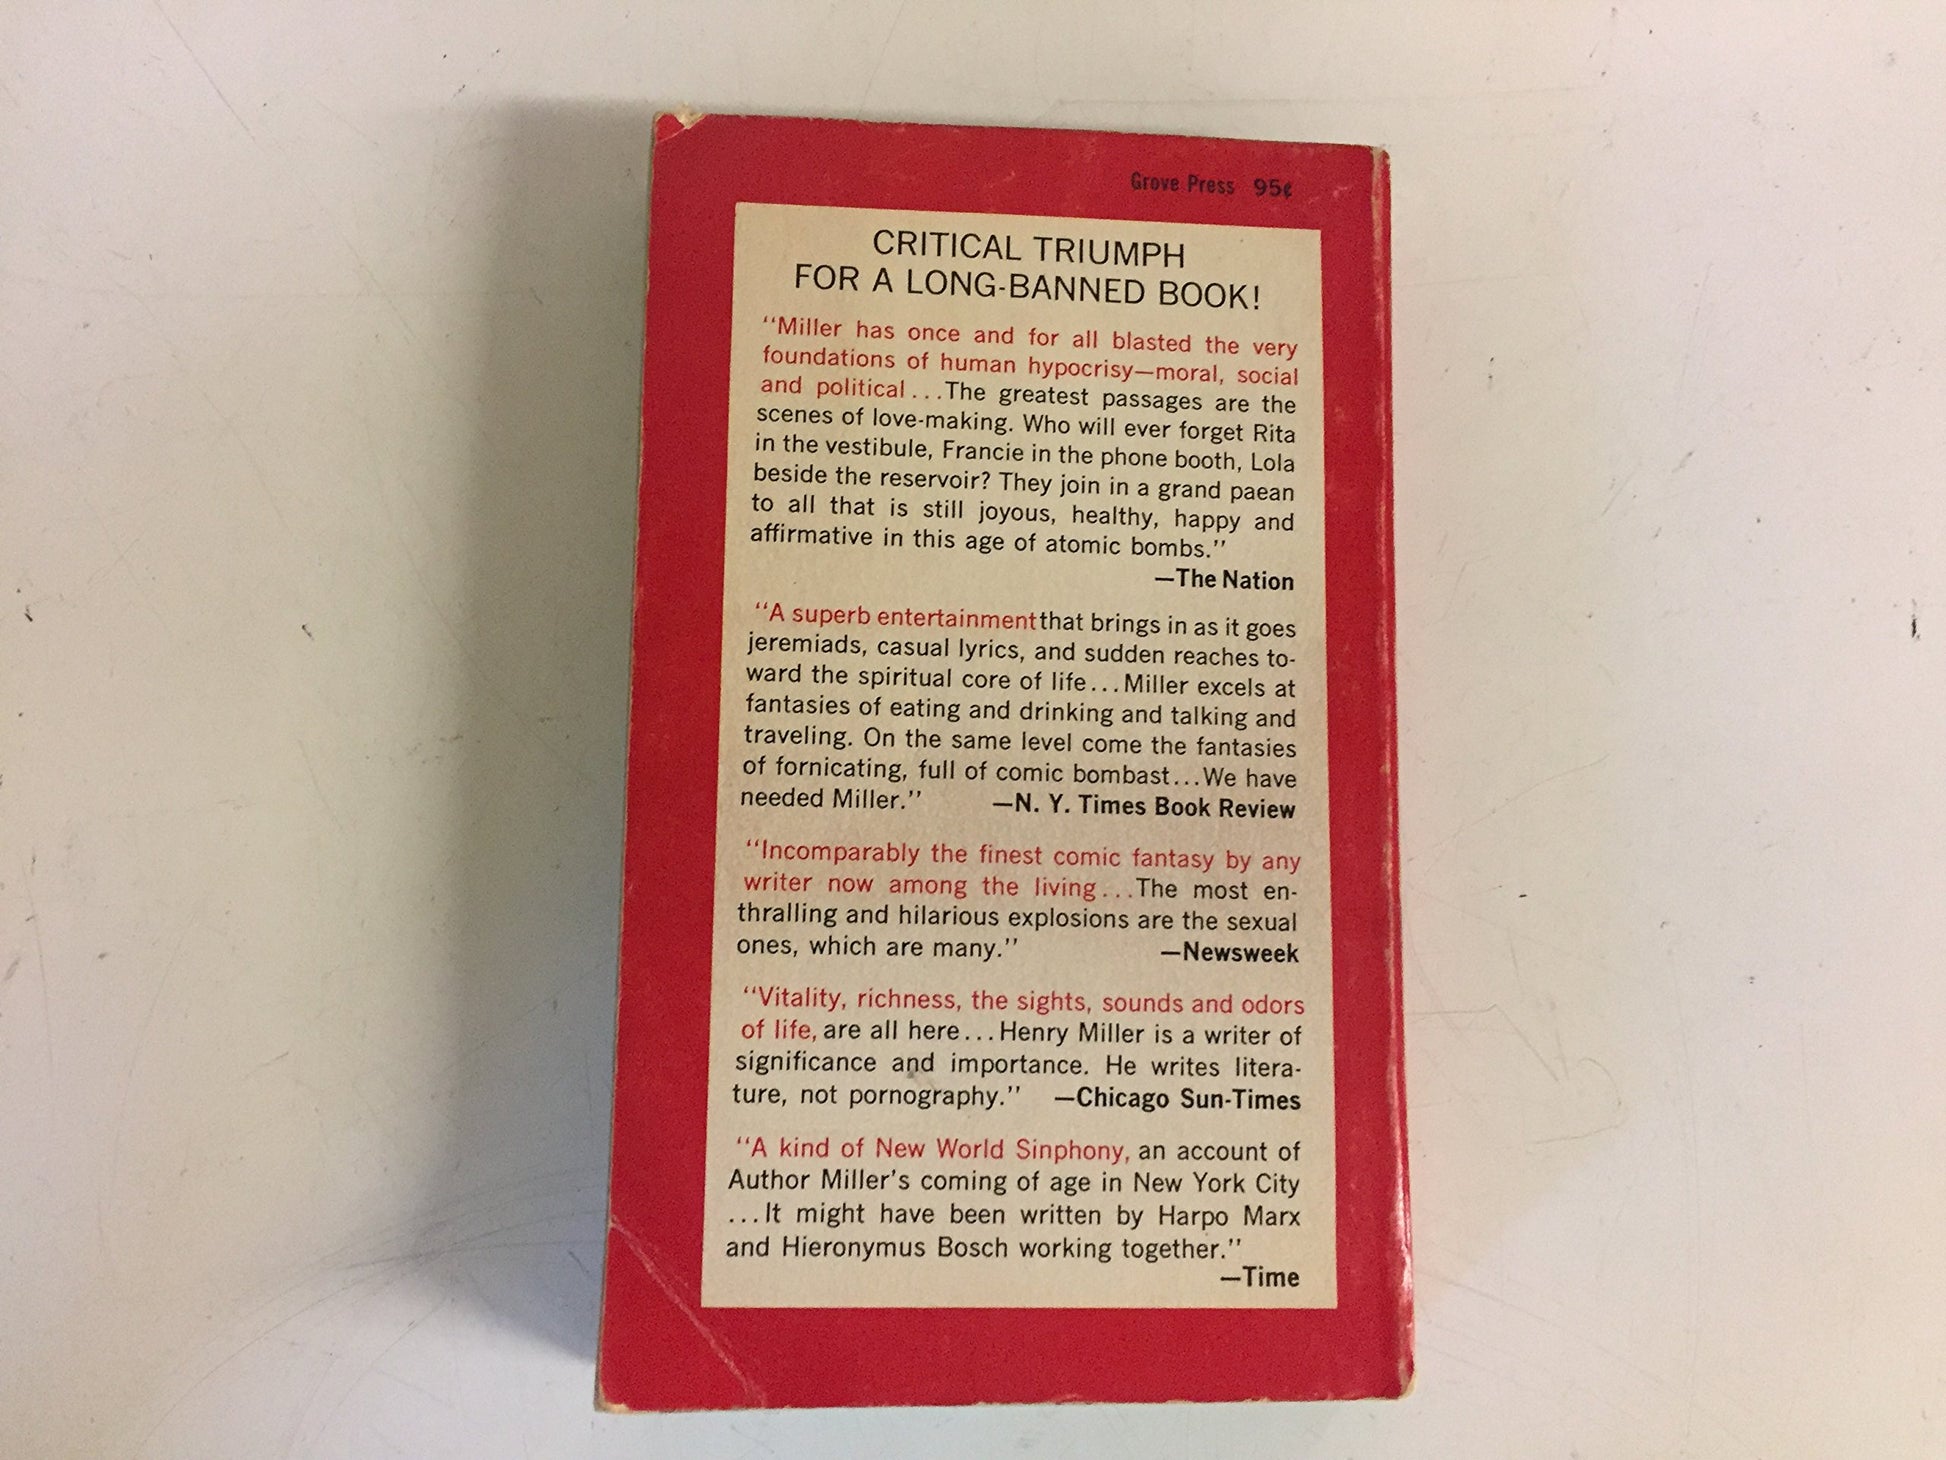 Grove Press 95¢
CRITICAL TRIUMPH
FOR A LONG-BANNED BOOK!
"Miller has once and for all blasted the very
foundations of human hypocrisy—moral, social
and political...The greatest passages are the
scenes of love-making. Who will ever forget Rita
in the vestibule, Francie in the phone booth, Lola
beside the reservoir? They join in a grand paean
to all that is still joyous, healthy, happy and
affirmative in this age of atomic bombs."
—The Nation
"A superb entertainment that brings in as it goes
jeremiads, casual lyrics, and sudden reaches to-
ward the spiritual core of life...Miller excels at
fantasies of eating and drinking and talking and
traveling. On the same level come the fantasies
of fornicating, full of comic bombast...We have
needed Miller." —N. Y. Times Book Review
"Incomparably the finest comic fantasy by any
writer now among the living...The most en-
thralling and hilarious explosions are the sexual
ones, which are many." —Newsweek
"Vitality, richness, the sights, sounds and odors
of life, are all here...Henry Miller is a writer of
significance and importance. He writes litera-
ture, not pornography." —Chicago Sun-Times
"A kind of New World Sinphony, an account of
Author Miller's coming of age in New York City
...It might have been written by Harpo Marx
and Hieronymus Bosch working together."
—Time